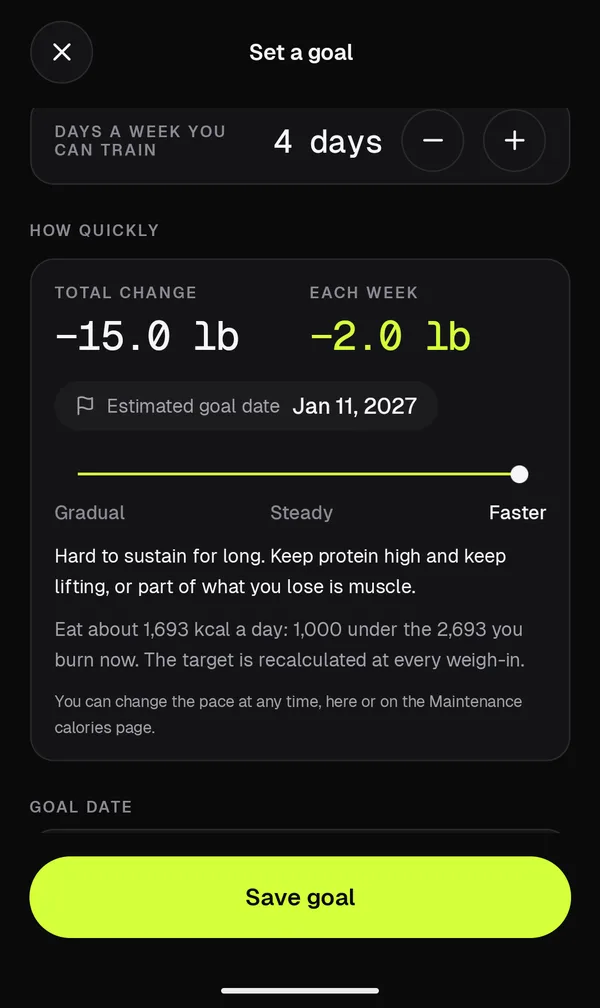 Set a goal
DAYS A WEEK YOU
CAN TRAIN
4 days
HOW QUICKLY
TOTAL CHANGE
EACH WEEK
−15.0 lb
−2.0 lb
Estimated goal date Jan 11, 2027
Gradual
Steady
Faster
Hard to sustain for long. Keep protein high and keep
lifting, or part of what you lose is muscle.
Eat about 1,693 kcal a day: 1,000 under the 2,693 you
burn now. The target is recalculated at every weigh-in.
You can change the pace at any time, here or on the Maintenance
calories page.
GOAL DATE
Save goal